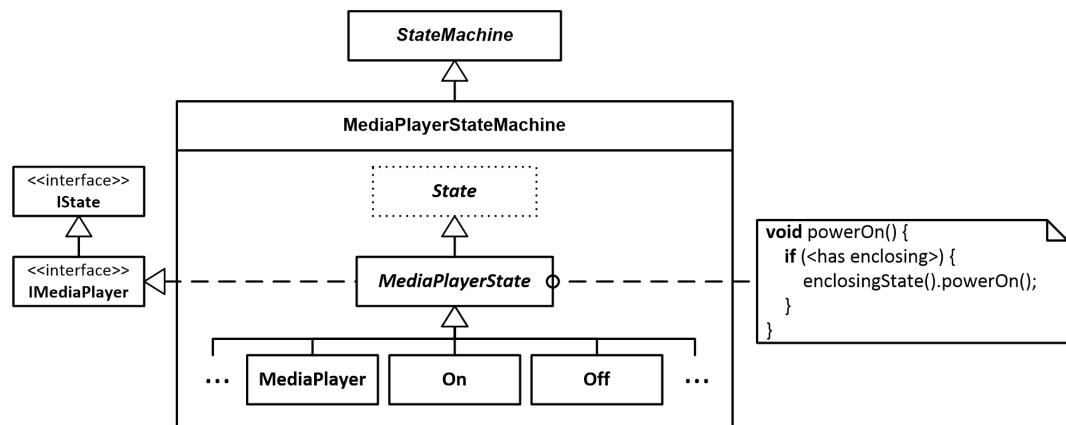 StateMachine
MediaPlayerStateMachine
<<interface>>
IState
State
<<interface>>
IMediaPlayer
MediaPlayerState
void powerOn() {
if (<has enclosing>) {
enclosingState().powerOn();
}
}
...
MediaPlayer
On
Off
...